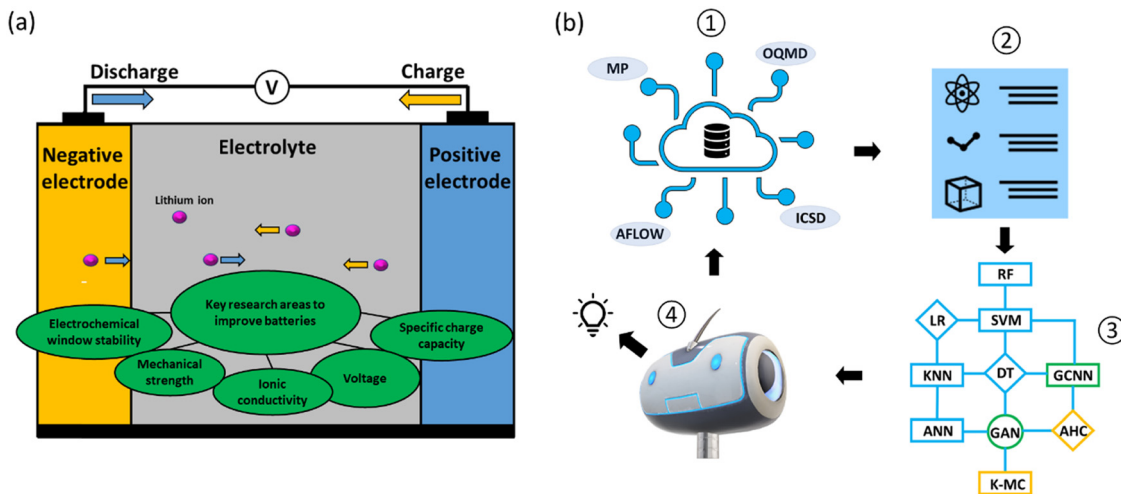 (a)
Discharge
V
Charge
Negative
electrode
Electrolyte
Positive
electrode
Lithium ion
Key research areas to
improve batteries
Electrochemical
window stability
Specific charge
capacity
Mechanical
strength
Ionic
conductivity
Voltage
(b)
1
MP
OQMD
AFLOW
ICSD
2
3
RF
LR
SVM
KNN
DT
GCNN
ANN
GAN
AHC
K-MC
4